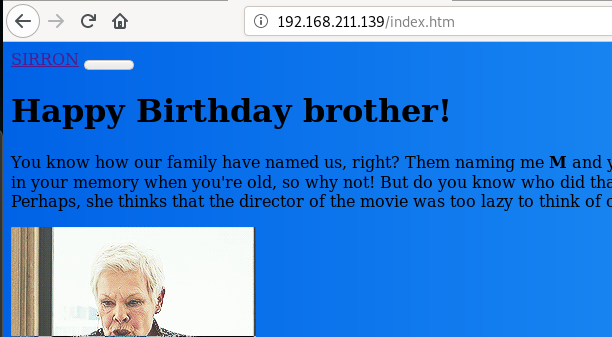 192.168.211.139/index.htm
SIRRON
Happy Birthday brother!
You know how our family have named us, right? Them naming me M and
in your memory when you're old, so why not! But do you know who did
Perhaps, she thinks that the director of the movie was too lazy to think of